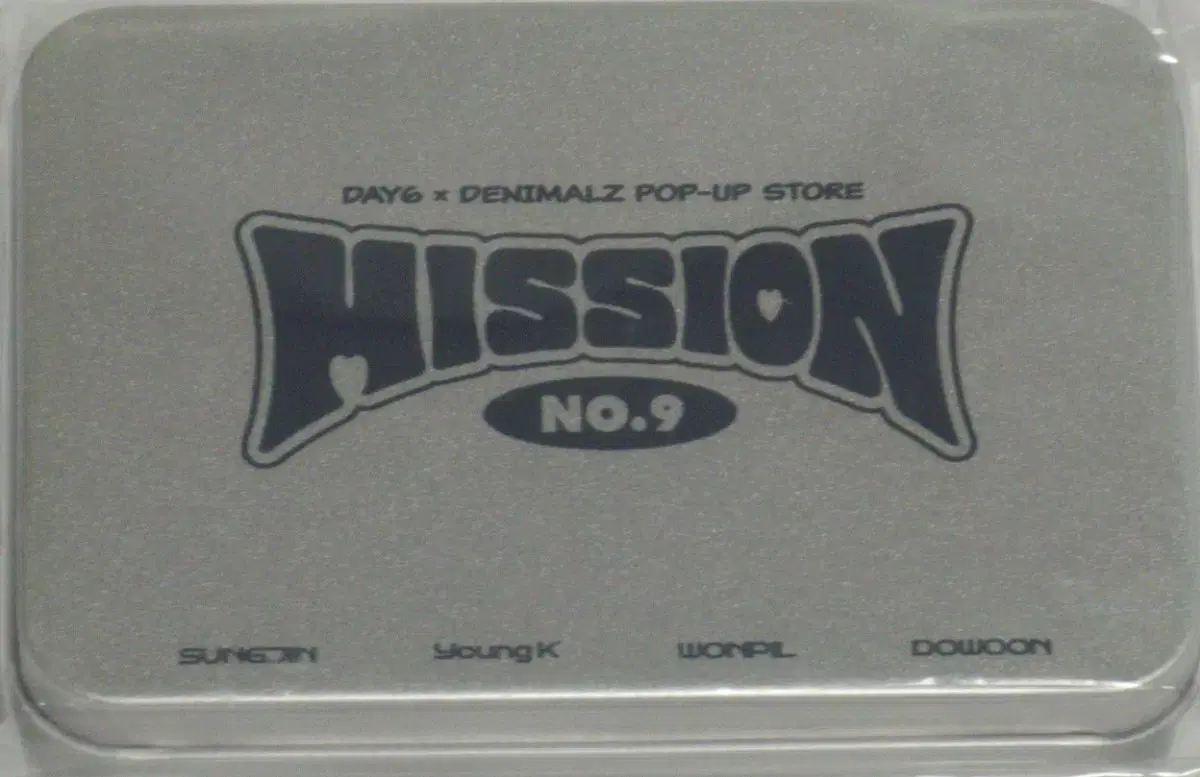 DAY6 × DENIMALZ POP-UP STORE
MISSION
NO.9
SUNGJIN Young K WONPIL DOWOON